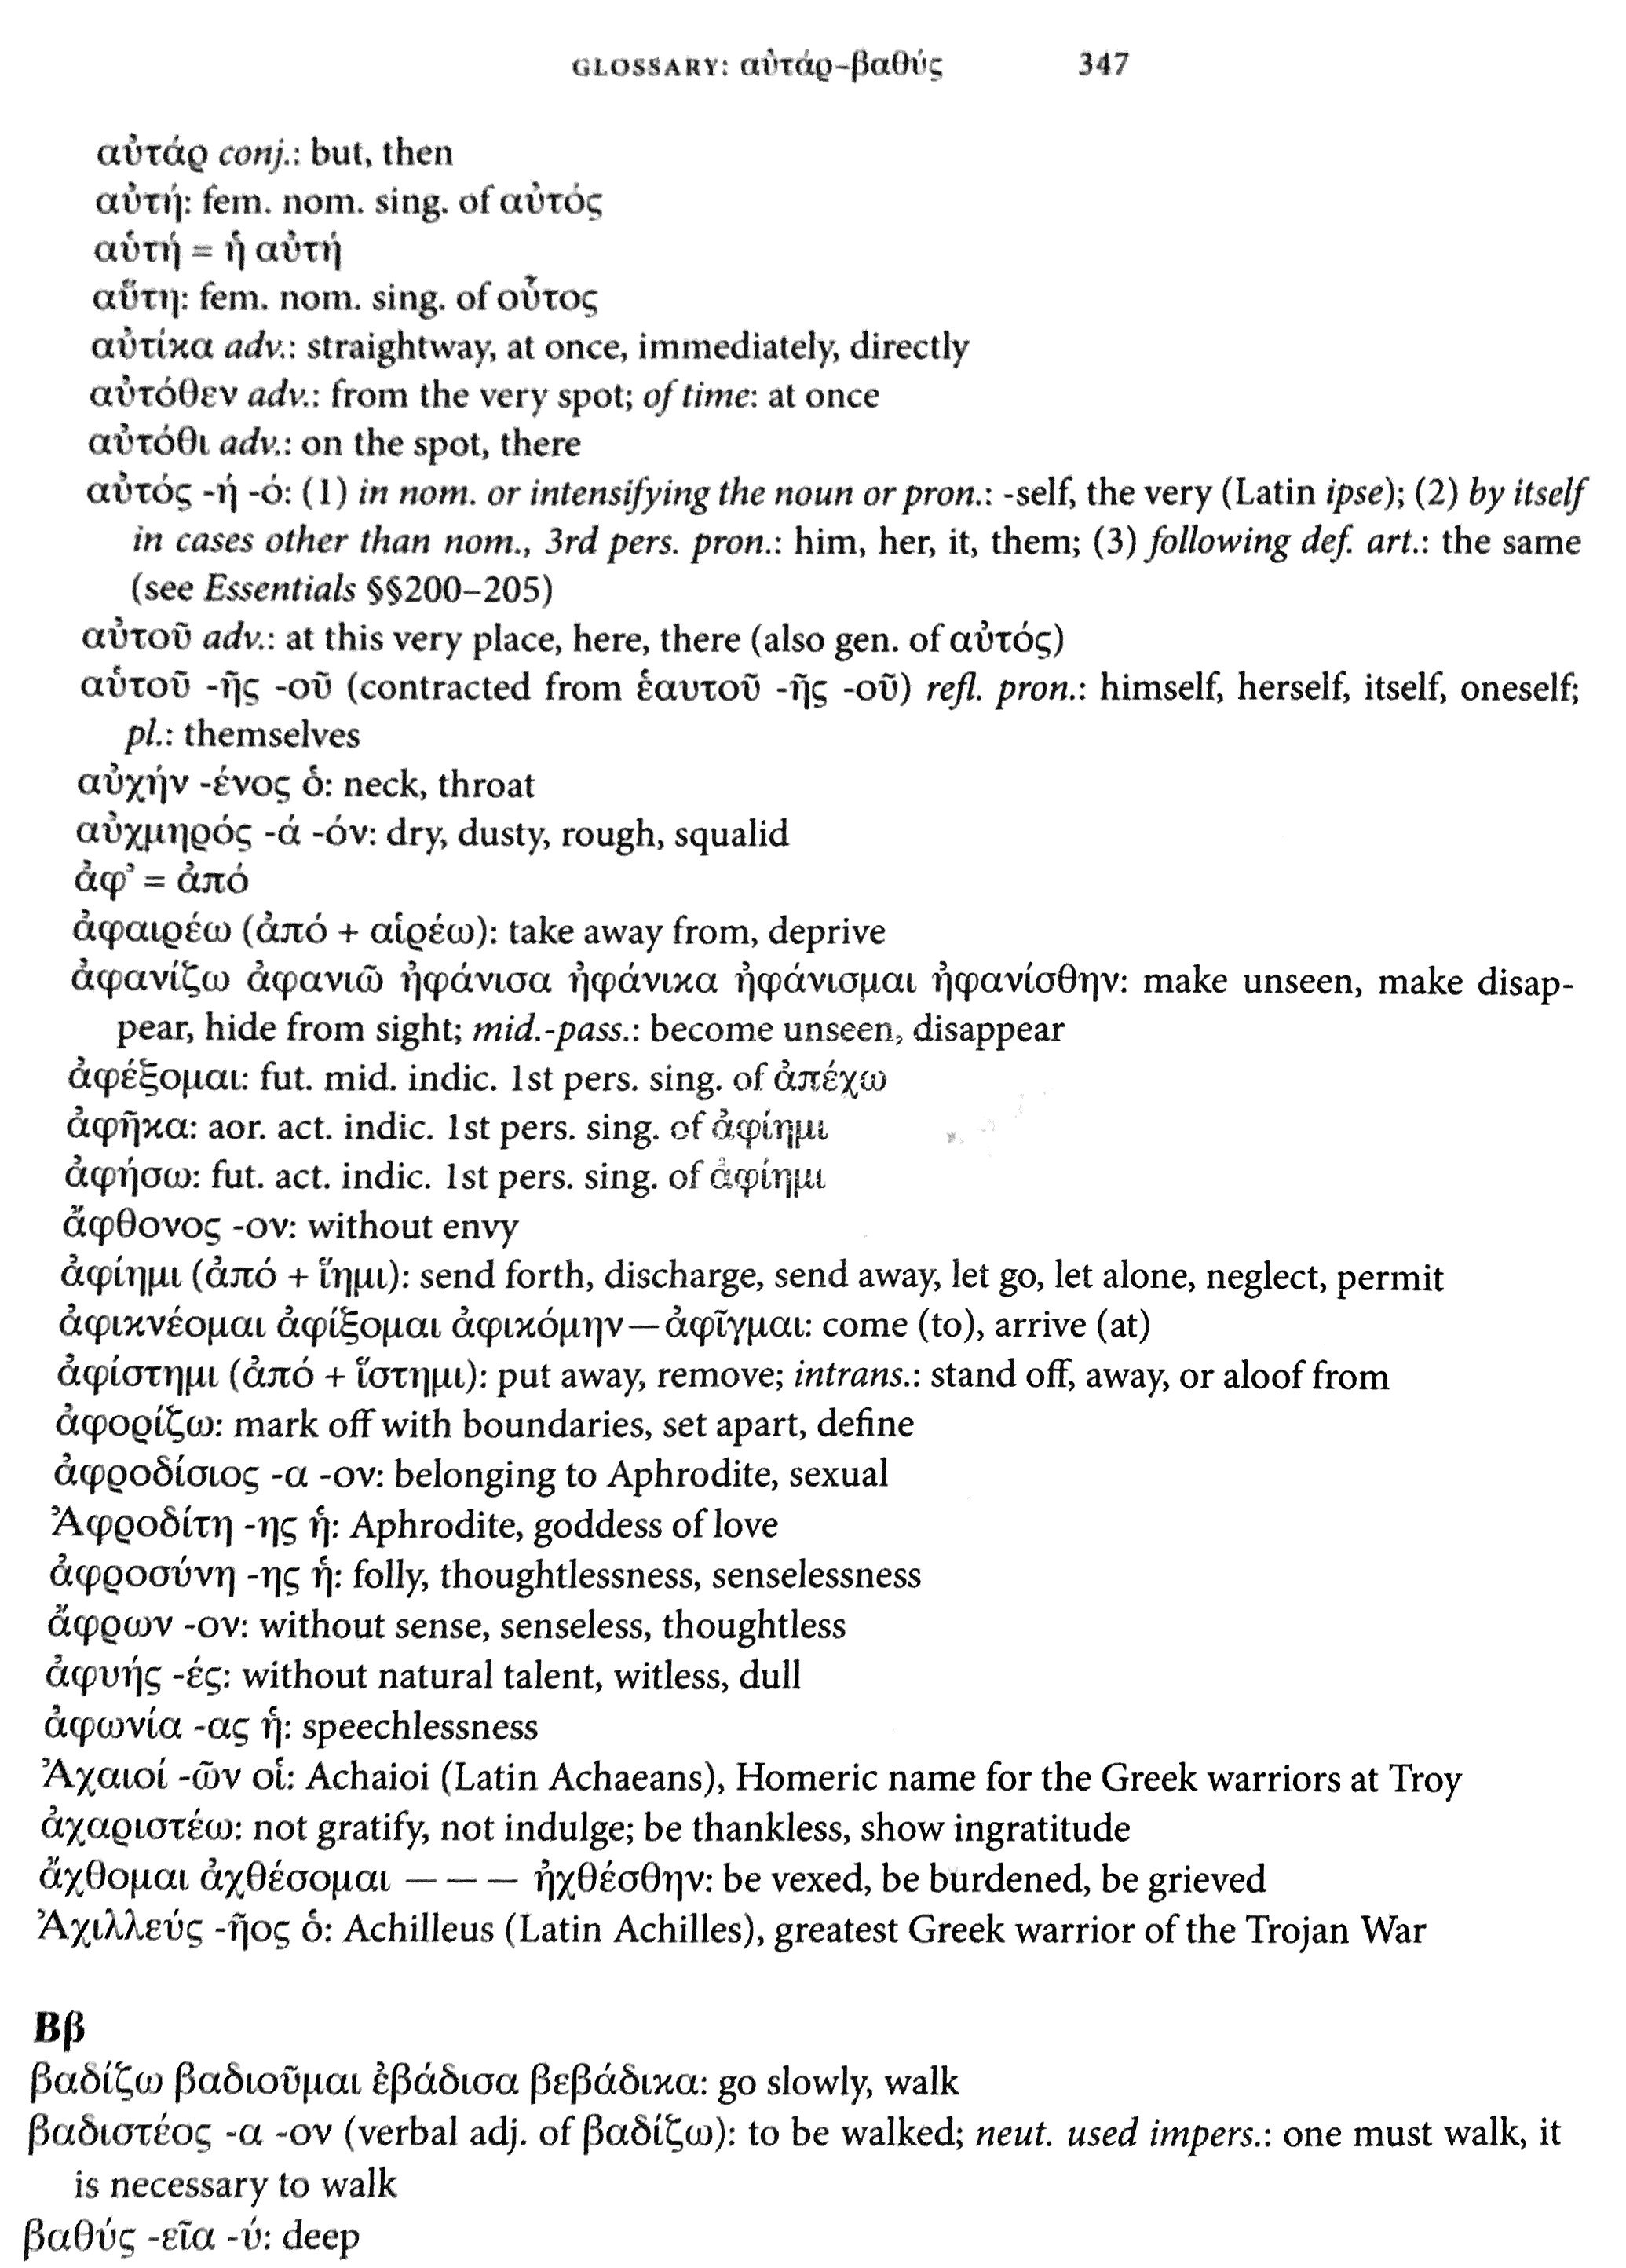 GLOSSARY: αὐτάρ–βαθύς 347
αὐτάρ conj.: but, then
αὐτή: fem. nom. sing. of αὐτός
αὑτή = ἡ αὐτή
αὕτη: fem. nom. sing. of οὗτος
αὐτίκα adv.: straightway, at once, immediately, directly
αὐτόθεν adv.: from the very spot; of time: at once
αὐτόθι adv.: on the spot, there
αὐτός -ή -ό: (1) in nom. or intensifying the noun or pron.: -self, the very (Latin ipse); (2) by itself
in cases other than nom., 3rd pers. pron.: him, her, it, them; (3) following def. art.: the same
(see Essentials §§200–205)
αὐτοῦ adv.: at this very place, here, there (also gen. of αὐτός)
αὑτοῦ -ῆς -οῦ (contracted from ἑαυτοῦ -ῆς -οῦ) refl. pron.: himself, herself, itself, oneself;
pl.: themselves
αὐχήν -ένος ὁ: neck, throat
αὐχμηρός -ά -όν: dry, dusty, rough, squalid
ἀφ’ = ἀπό
ἀφαιρέω (ἀπό + αἱρέω): take away from, deprive
ἀφανίζω ἀφανιῶ ἠφάνισα ἠφάνικα ἠφάνισμαι ἠφανίσθην: make unseen, make disap-
pear, hide from sight; mid.-pass.: become unseen, disappear
ἀφέξομαι: fut. mid. indic. 1st pers. sing. of ἀπέχω
ἀφῆκα: aor. act. indic. 1st pers. sing. of ἀφίημι
ἀφήσω: fut. act. indic. 1st pers. sing. of ἀφίημι
ἄφθονος -ον: without envy
ἀφίημι (ἀπό + ἵημι): send forth, discharge, send away, let go, let alone, neglect, permit
ἀφικνέομαι ἀφίξομαι ἀφικόμην—ἀφῖγμαι: come (to), arrive (at)
ἀφίστημι (ἀπό + ἵστημι): put away, remove; intrans.: stand off, away, or aloof from
ἀφορίζω: mark off with boundaries, set apart, define
ἀφροδίσιος -α -ον: belonging to Aphrodite, sexual
Ἀφροδίτη -ης ἡ: Aphrodite, goddess of love
ἀφροσύνη -ης ἡ: folly, thoughtlessness, senselessness
ἄφρων -ον: without sense, senseless, thoughtless
ἀφυής -ές: without natural talent, witless, dull
ἀφωνία -ας ἡ: speechlessness
Ἀχαιοί -ῶν οἱ: Achaioi (Latin Achaeans), Homeric name for the Greek warriors at Troy
ἀχαριστέω: not gratify, not indulge; be thankless, show ingratitude
ἄχθομαι ἀχθέσομαι — — — ἠχθέσθην: be vexed, be burdened, be grieved
Ἀχιλλεύς -ῆος ὁ: Achilleus (Latin Achilles), greatest Greek warrior of the Trojan War
Ββ
βαδίζω βαδιοῦμαι ἐβάδισα βεβάδικα: go slowly, walk
βαδιστέος -α -ον (verbal adj. of βαδίζω): to be walked; neut. used impers.: one must walk, it
is necessary to walk
βαθύς -εῖα -ύ: deep